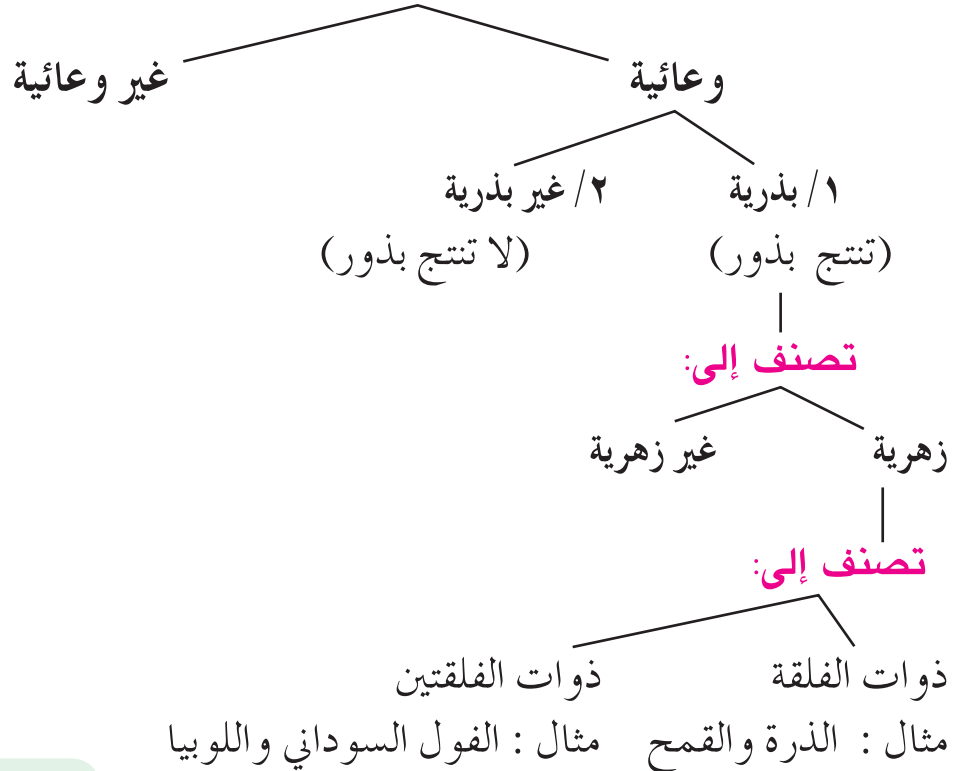 وعائية غير وعائية
١/ بذرية ٢/ غير بذرية
(تنتج بذور) (لا تنتج بذور)
تصنف إلى:
زهرية غير زهرية
تصنف إلى:
ذوات الفلقة ذوات الفلقتين
مثال : الذرة والقمح مثال : الفول السوداني واللوبيا